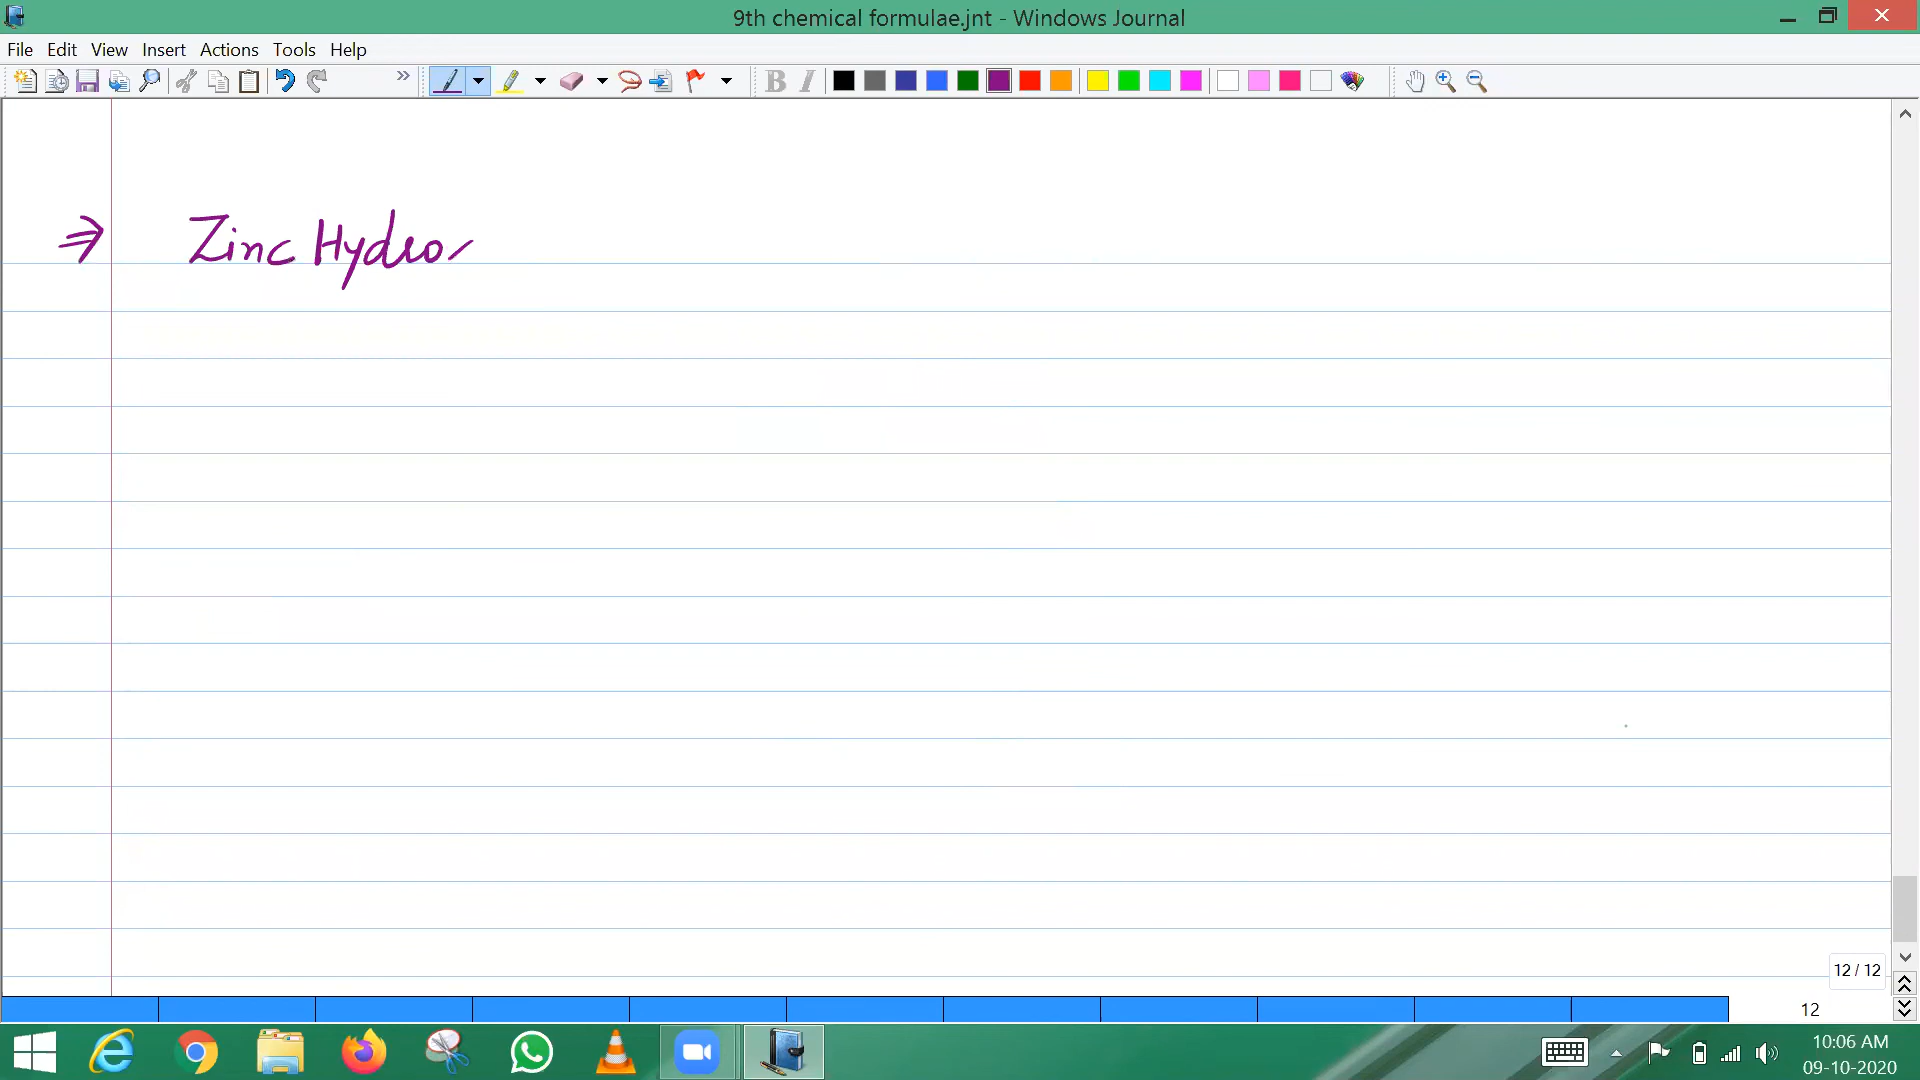 9th chemical formulae.jnt - Windows Journal
File Edit View Insert Actions Tools Help
B I
⇒ Zinc Hydro
12 / 12
12
10:06 AM
09-10-2020